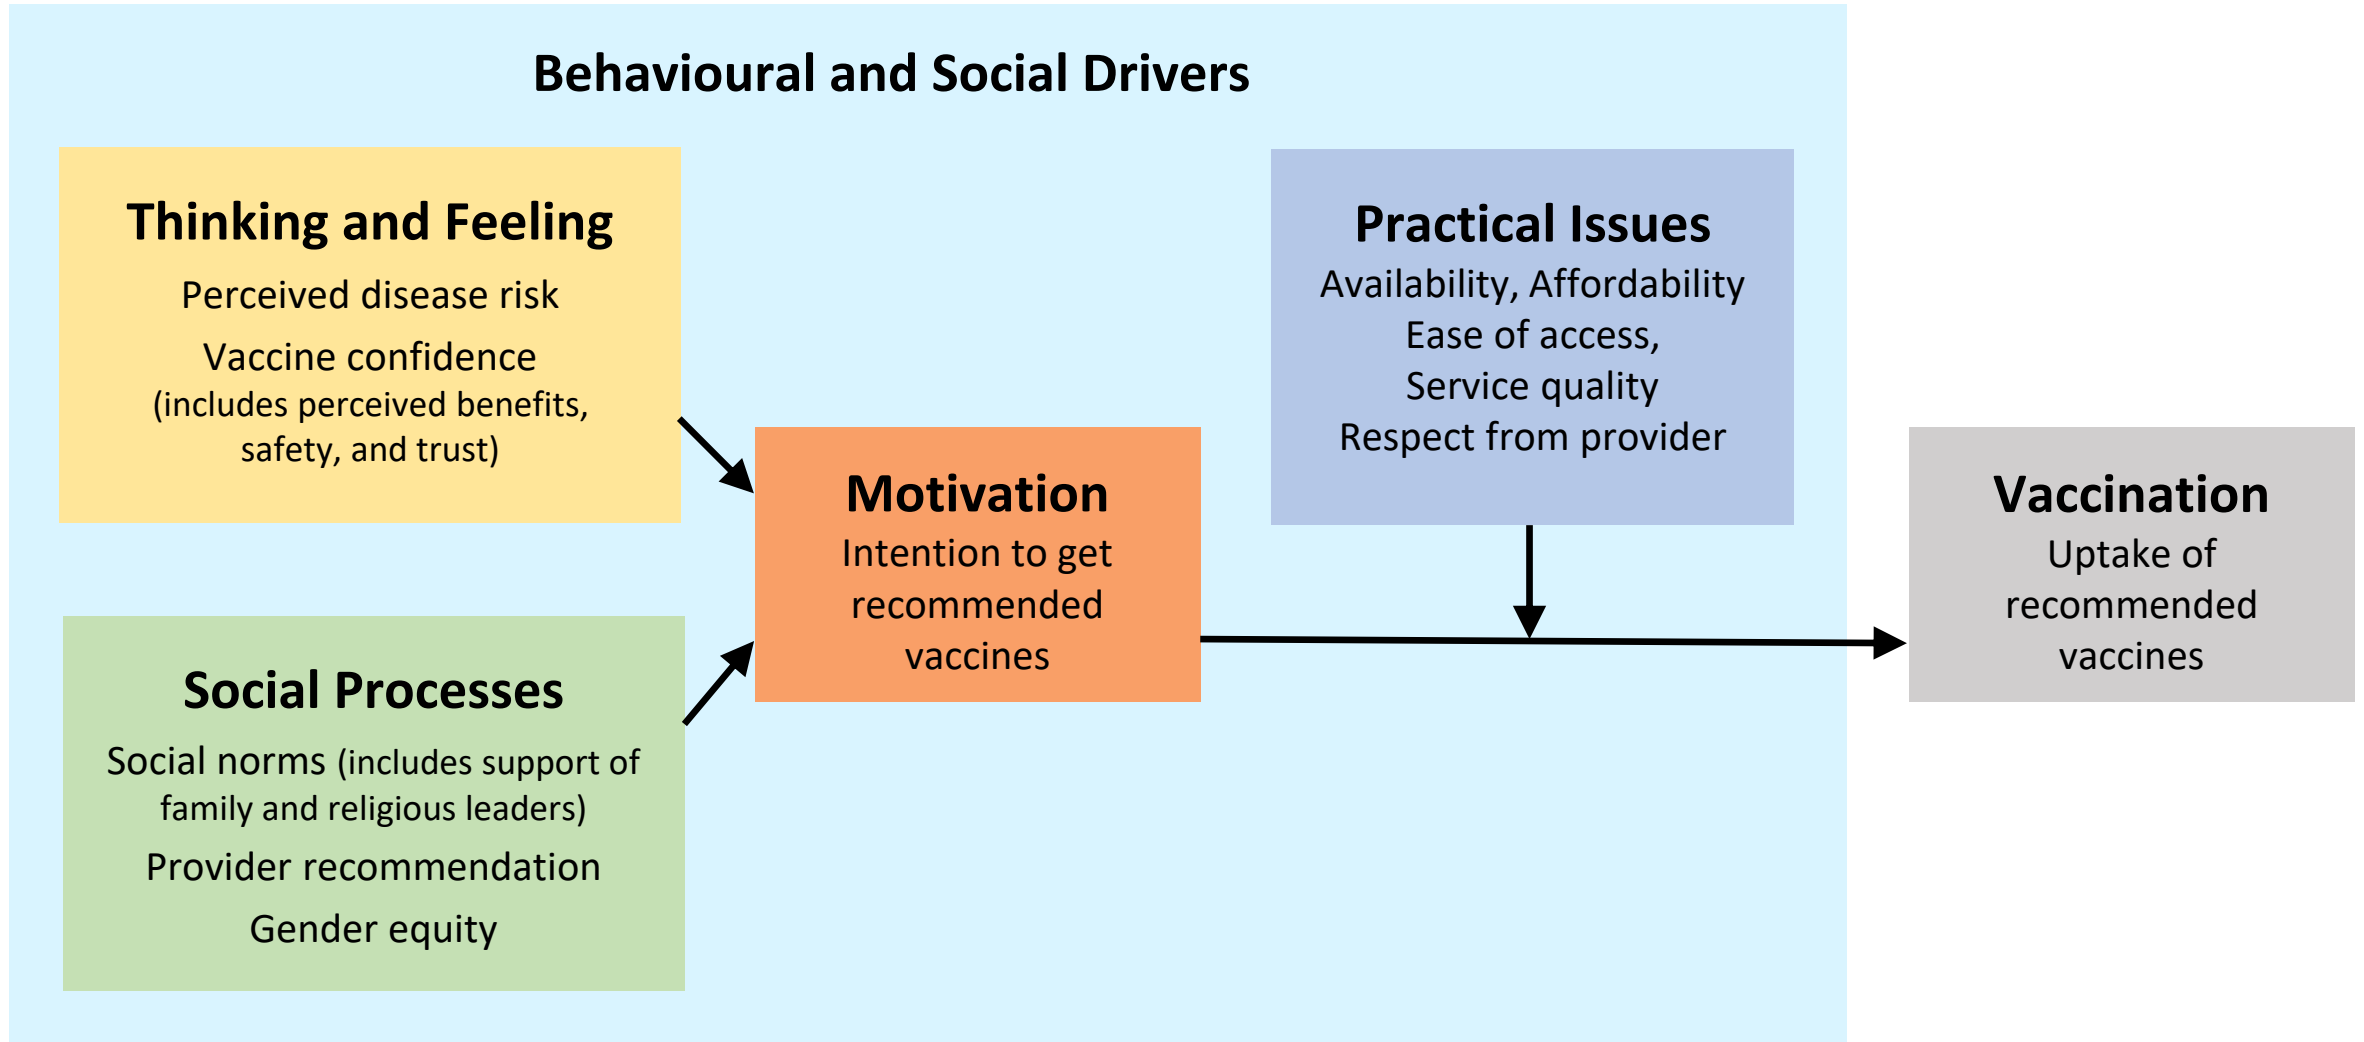 Behavioural and Social Drivers
Thinking and Feeling
Perceived disease risk
Vaccine confidence
(includes perceived benefits,
safety, and trust)
Social Processes
Social norms (includes support of
family and religious leaders)
Provider recommendation
Gender equity
Motivation
Intention to get
recommended
vaccines
Practical Issues
Availability, Affordability
Ease of access,
Service quality
Respect from provider
Vaccination
Uptake of
recommended
vaccines